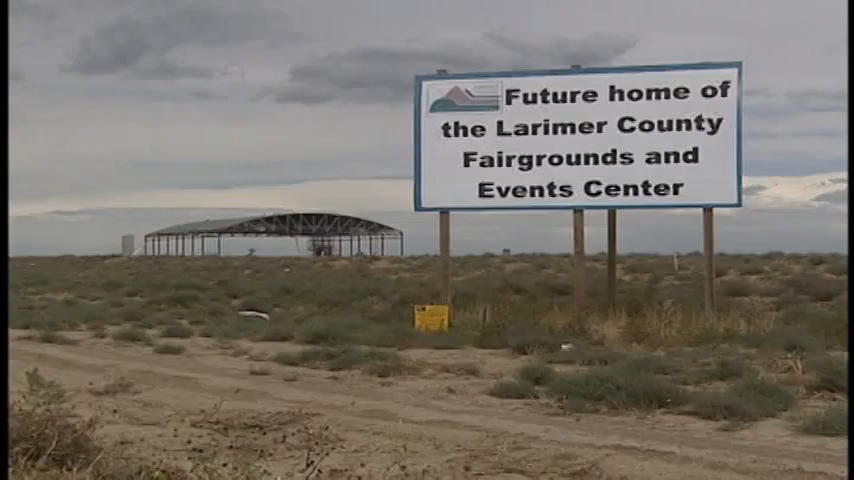 Future home of
the Larimer County
Fairgrounds and
Events Center